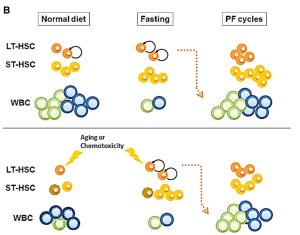 B
Normal diet Fasting PF cycles
LT-HSC
ST-HSC
WBC
Aging or
Chemotoxicity
LT-HSC
ST-HSC
WBC